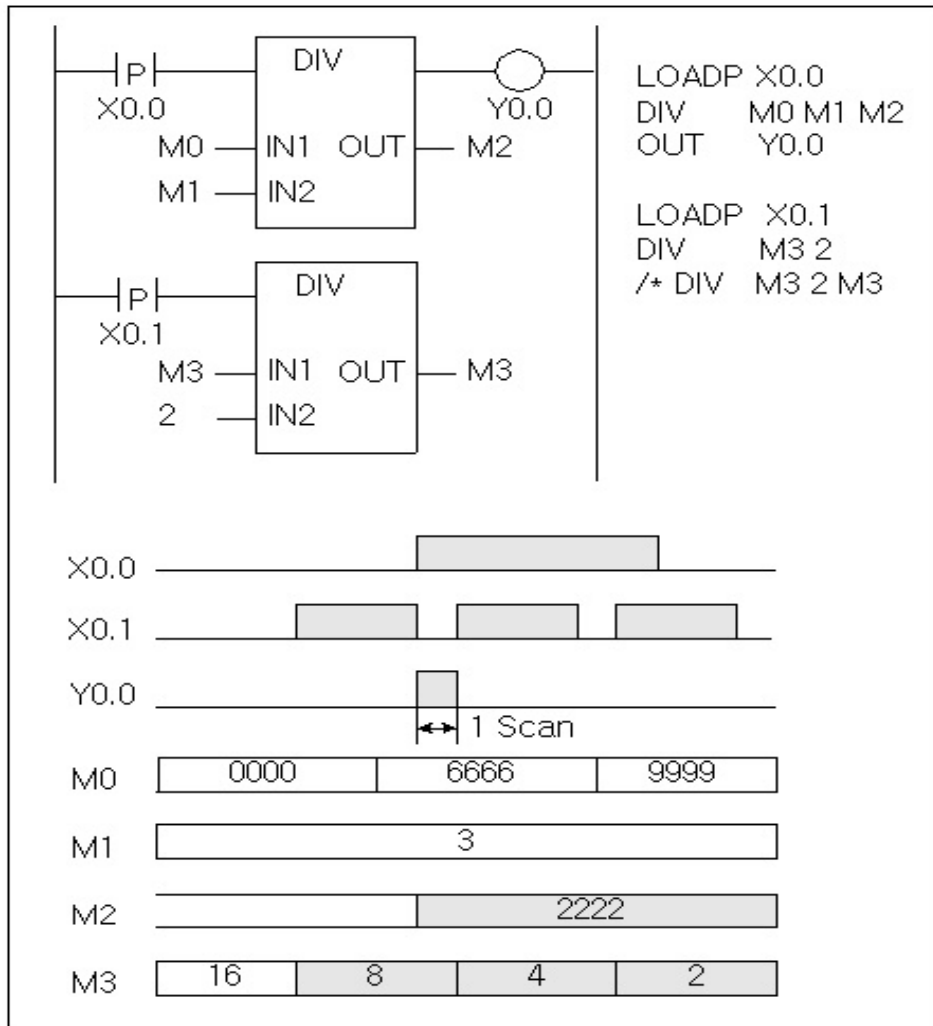 DIV
P
X0.0
Y0.0
M0 IN1 OUT M2
M1 IN2
DIV
P
X0.1
M3 IN1 OUT M3
2 IN2
LOADP X0.0
DIV M0 M1 M2
OUT Y0.0
LOADP X0.1
DIV M3 2
/* DIV M3 2 M3
X0.0
X0.1
Y0.0
1 Scan
M0 0000 6666 9999
M1 3
M2 2222
M3 16 8 4 2